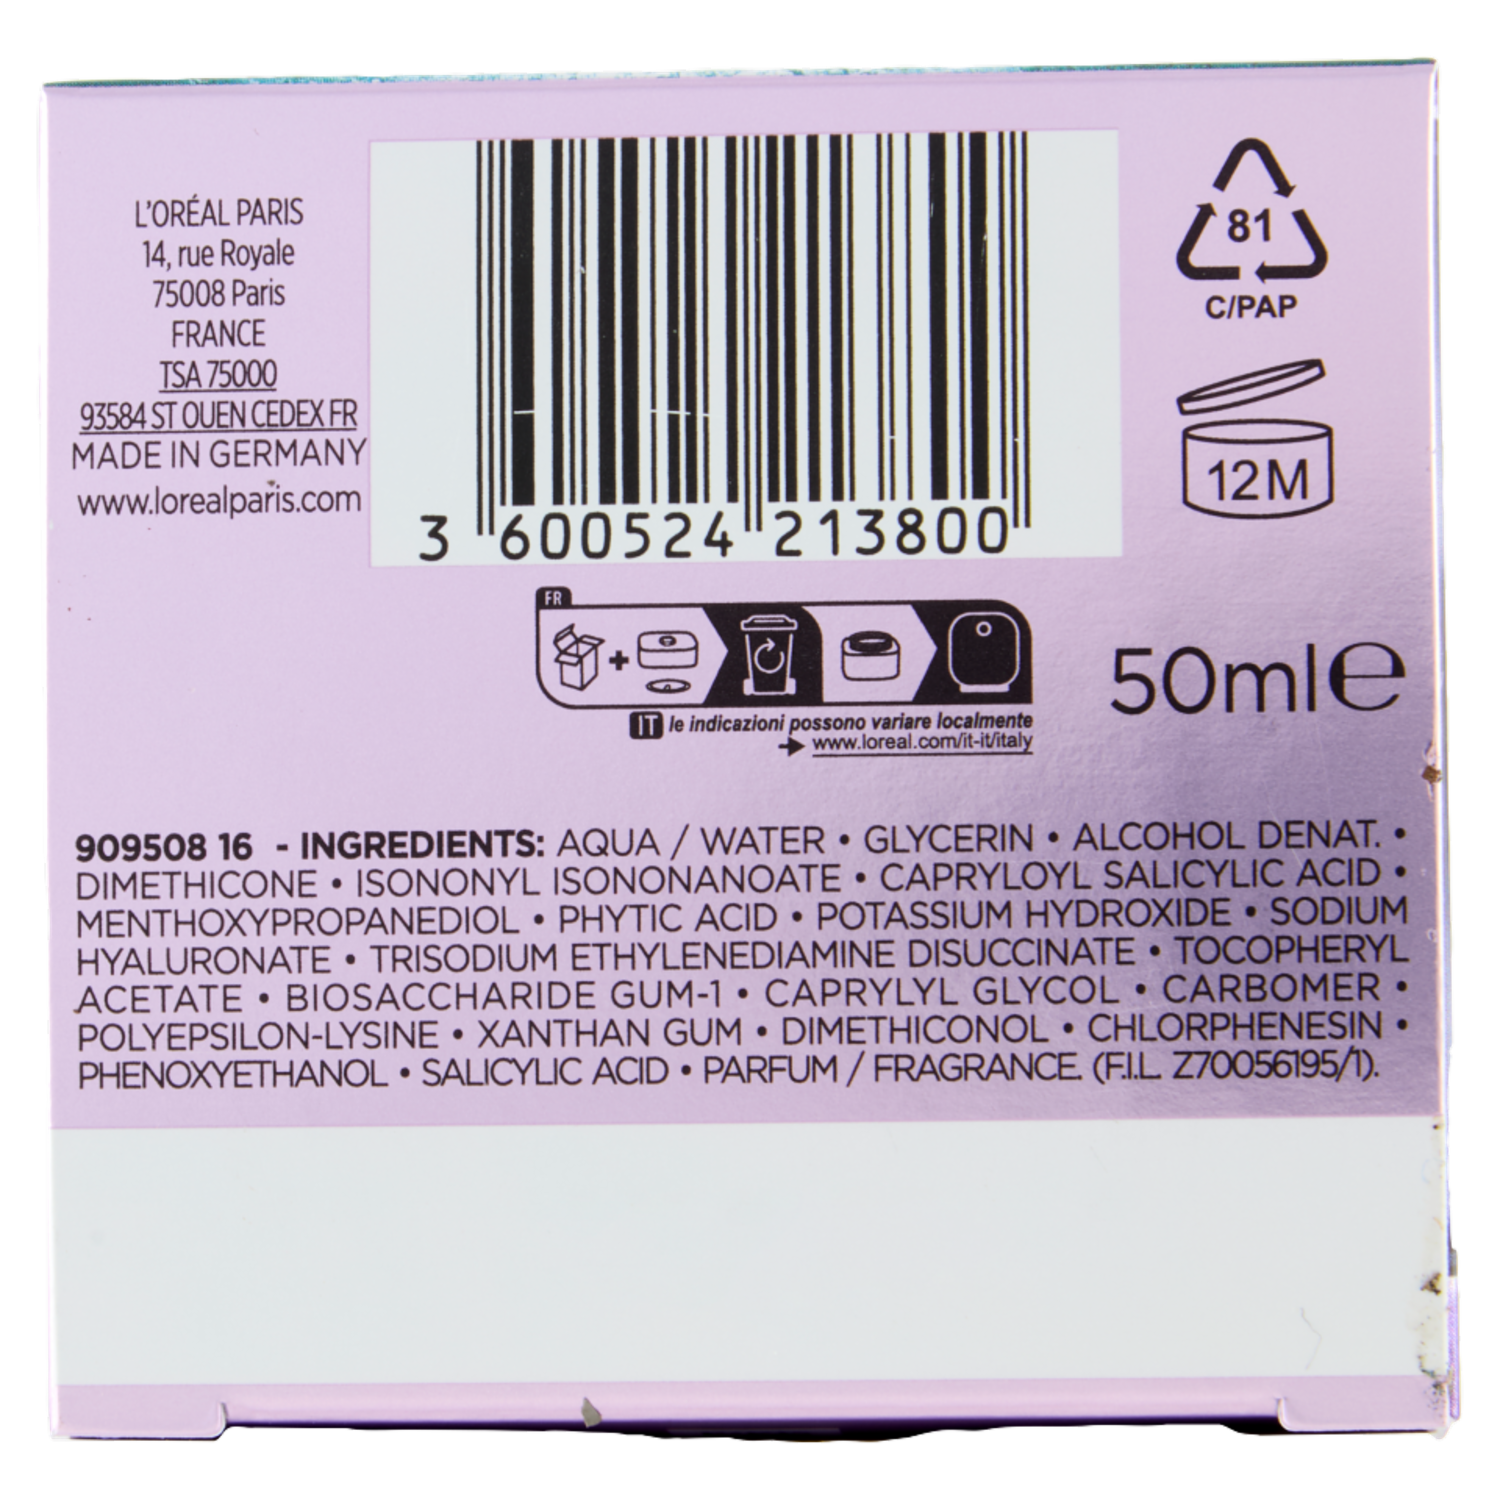 L'ORÉAL PARIS
14, rue Royale
75008 Paris
FRANCE
TSA 75000
93584 ST OUEN CEDEX FR
MADE IN GERMANY
www.lorealparis.com
3 600524 213800
81
C/PAP
12M
FR
IT le indicazioni possono variare localmente
www.loreal.com/it-it/italy
50ml℮
909508 16 - INGREDIENTS: AQUA / WATER • GLYCERIN • ALCOHOL DENAT. •
DIMETHICONE • ISONONYL ISONONANOATE • CAPRYLOYL SALICYLIC ACID •
MENTHOXYPROPANEDIOL • PHYTIC ACID • POTASSIUM HYDROXIDE • SODIUM
HYALURONATE • TRISODIUM ETHYLENEDIAMINE DISUCCINATE • TOCOPHERYL
ACETATE • BIOSACCHARIDE GUM-1 • CAPRYLYL GLYCOL • CARBOMER •
POLYEPSILON-LYSINE • XANTHAN GUM • DIMETHICONOL • CHLORPHENESIN •
PHENOXYETHANOL • SALICYLIC ACID • PARFUM / FRAGRANCE. (F.I.L. Z70056195/1).